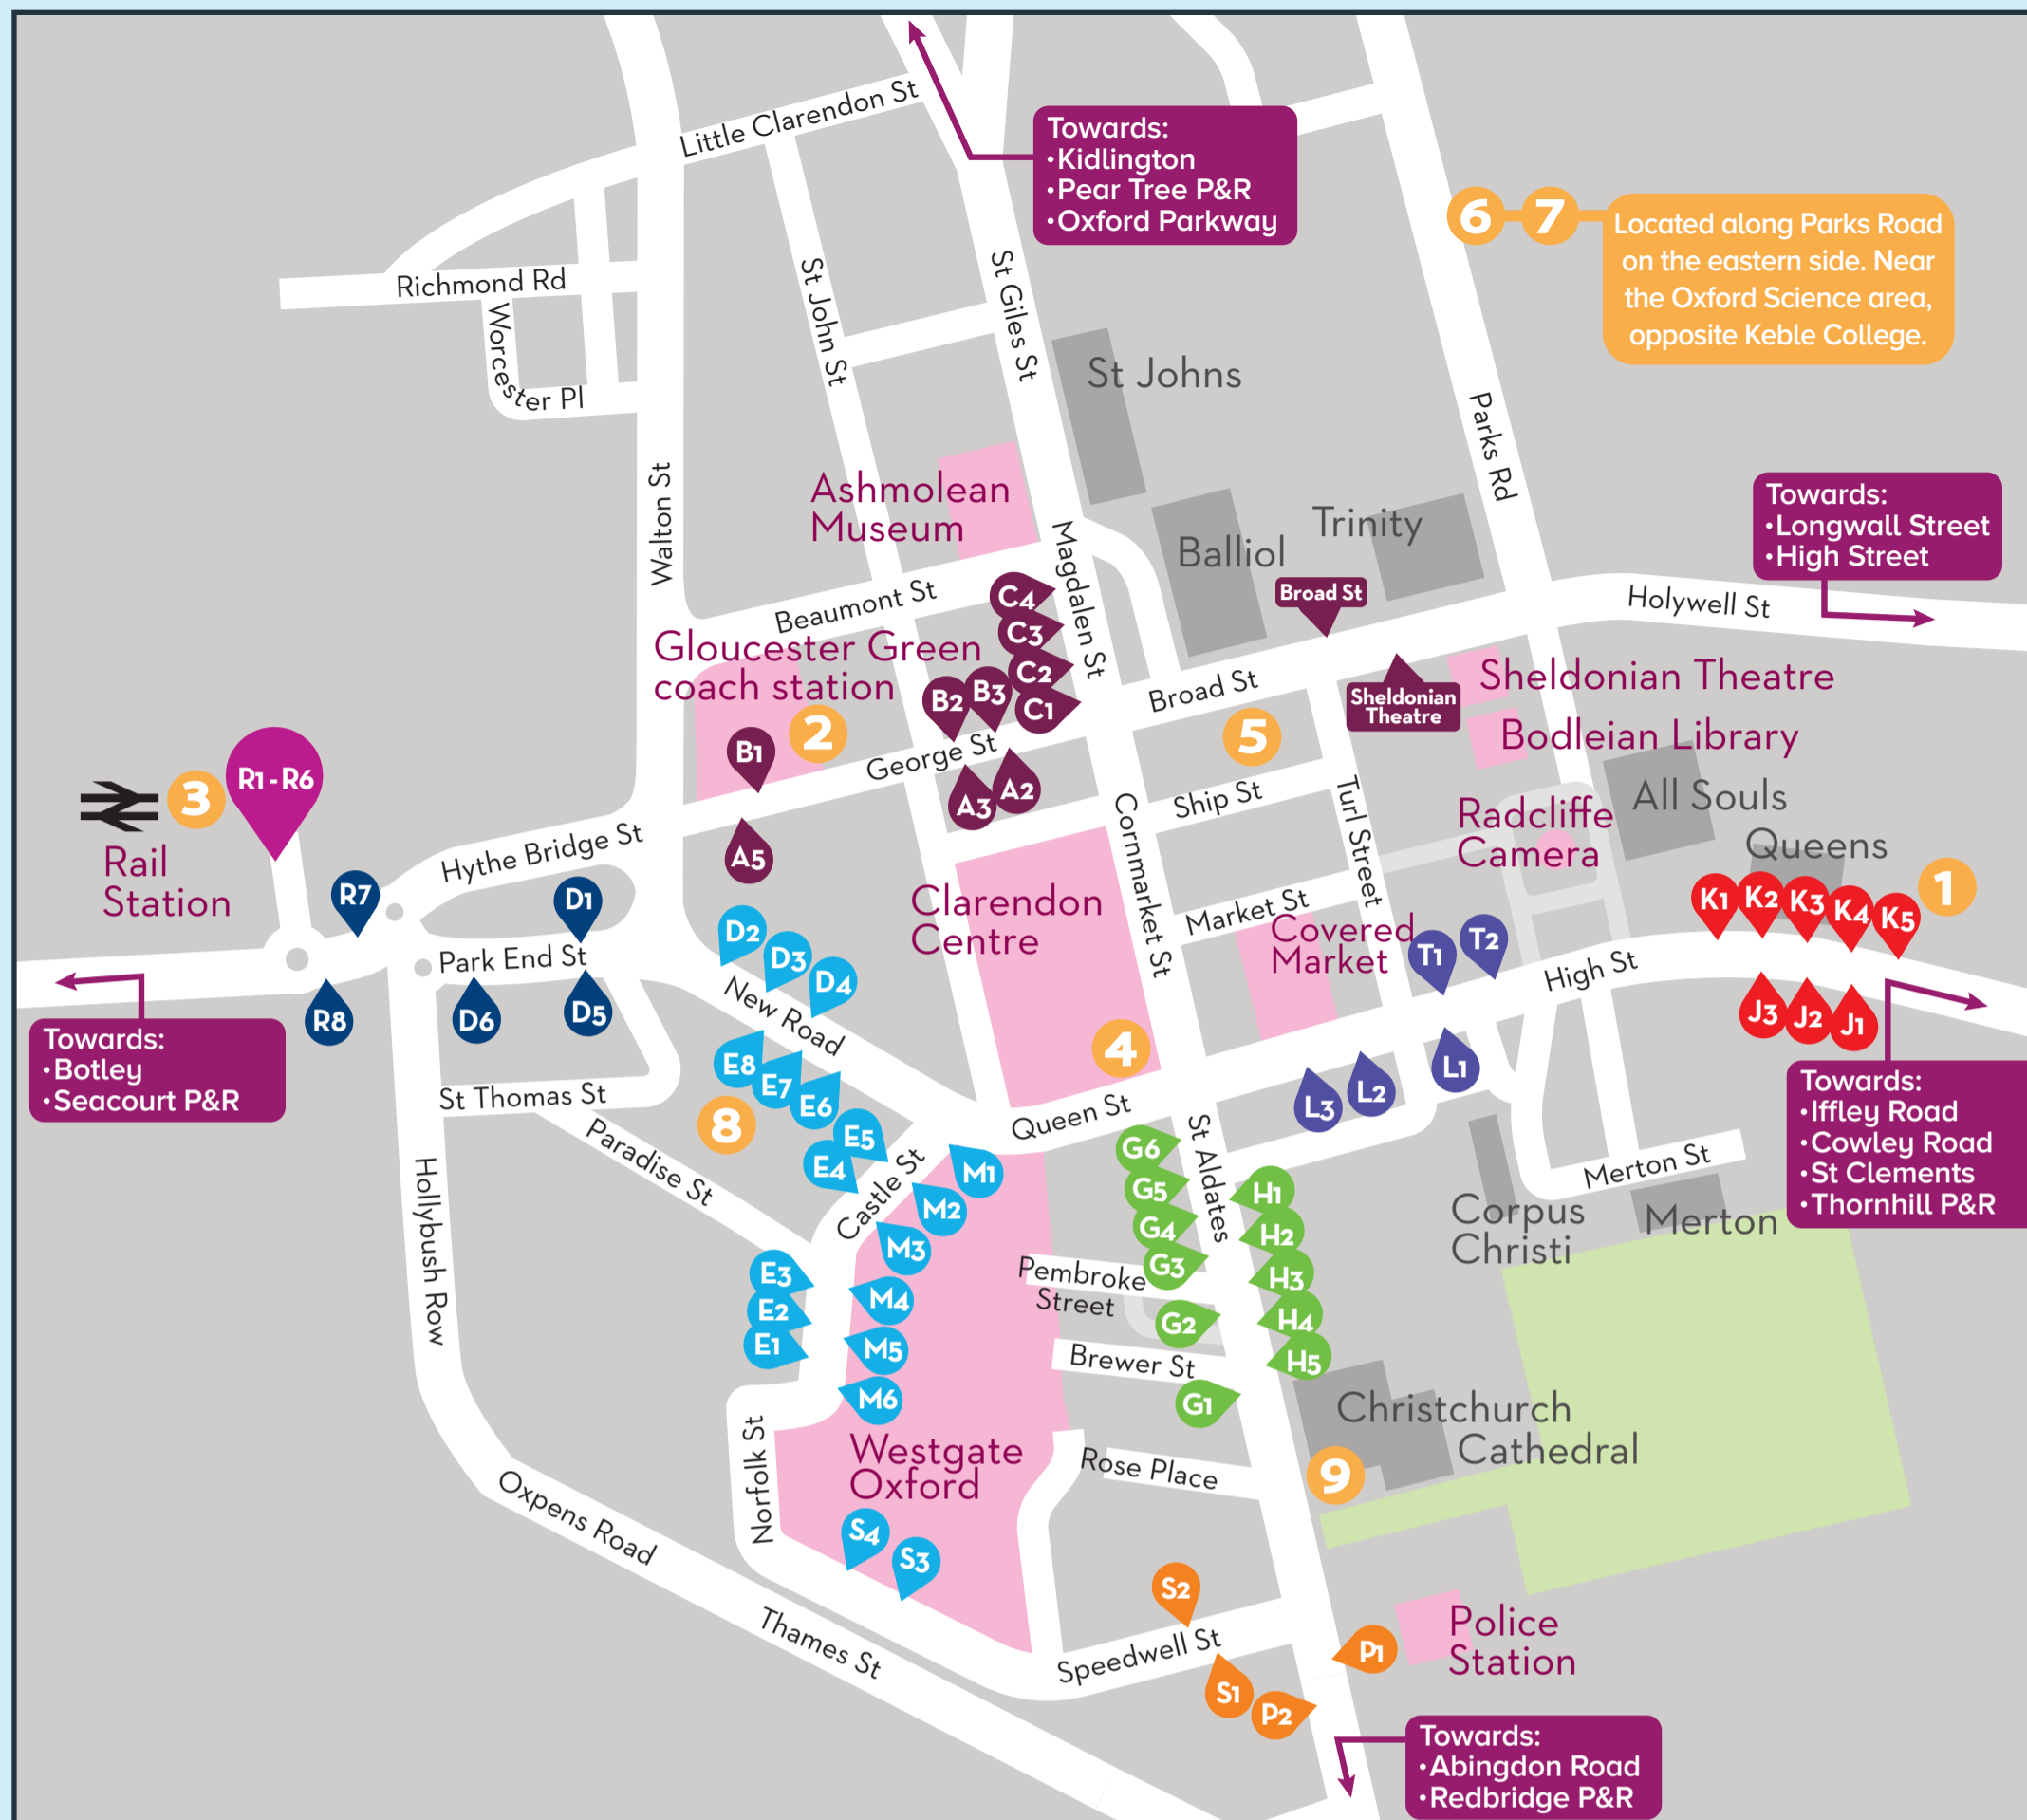 Little Clarendon St
Towards:
•Kidlington
•Pear Tree P&R
•Oxford Parkway
6
7
Located along Parks Road
on the eastern side. Near
the Oxford Science area,
opposite Keble College.
Richmond Rd
Worcester Pl
St John St
St Giles St
St Johns
Parks Rd
Walton St
Ashmolean
Museum
Magdalen St
Balliol
Trinity
Towards:
•Longwall Street
•High Street
Beaumont St
C4
C3
C2
C1
Broad St
Holywell St
Gloucester Green
coach station
2
B1
B2
B3
George St
A3
A2
A5
Broad St
5
Sheldonian
Theatre
Sheldonian Theatre
Bodleian Library
3
R1-R6
Rail
Station
Hythe Bridge St
Ship St
Turl Street
Cornmarket St
Radcliffe
Camera
All Souls
Queens
1
K1
K2
K3
K4
K5
R7
D1
Clarendon
Centre
Market St
Covered
Market
T1
T2
High St
D2
D3
D4
Park End St
New Road
R8
D6
D5
J3
J2
J1
Towards:
•Botley
•Seacourt P&R
St Thomas St
E8
E7
E6
E5
E4
8
4
Queen St
L3
L2
L1
Towards:
•Iffley Road
•Cowley Road
•St Clements
•Thornhill P&R
Paradise St
Castle St
M1
M2
M3
M4
M5
M6
G6
G5
G4
G3
G2
G1
St Aldates
H1
H2
H3
H4
H5
Merton St
Corpus
Christi
Merton
Hollybush Row
E3
E2
E1
Pembroke
Street
Brewer St
Christchurch
Cathedral
9
Norfolk St
Westgate
Oxford
Rose Place
Oxpens Road
S4
S3
S2
Thames St
Speedwell St
S1
P2
P1
Police
Station
Towards:
•Abingdon Road
•Redbridge P&R